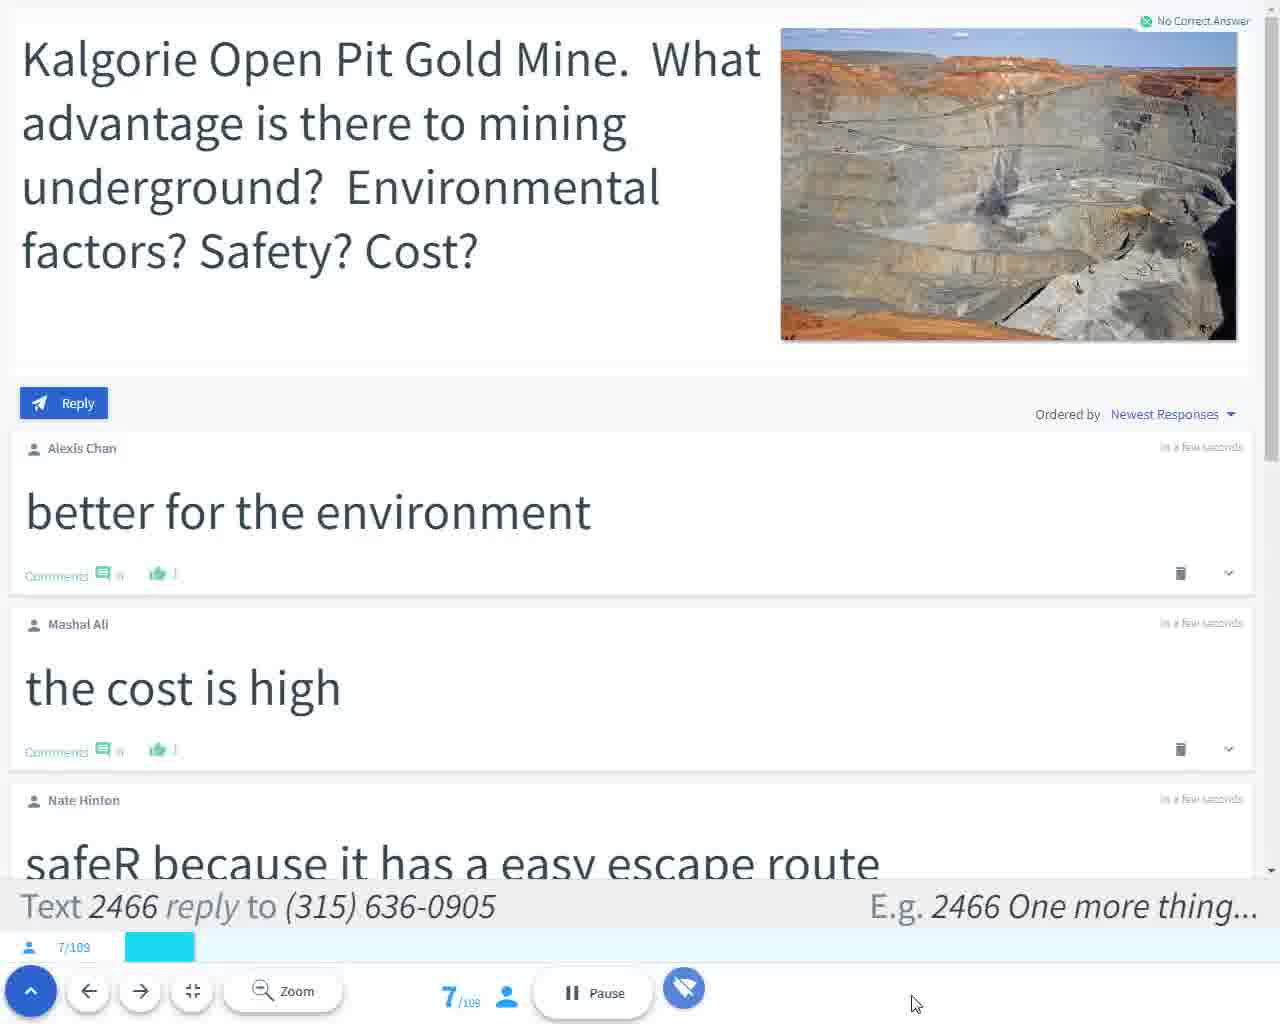 No Correct Answer
Kalgorie Open Pit Gold Mine. What
advantage is there to mining
underground? Environmental
factors? Safety? Cost?
Reply
Ordered by Newest Responses
Alexis Chan
in a few seconds
better for the environment
Comments 0
Mashal Ali
in a few seconds
the cost is high
Comments 0
Nate Hinton
in a few seconds
safeR because it has a easy escape route
Text 2466 reply to (315) 636-0905
E.g. 2466 One more thing...
7/109
Zoom
7/109
Pause